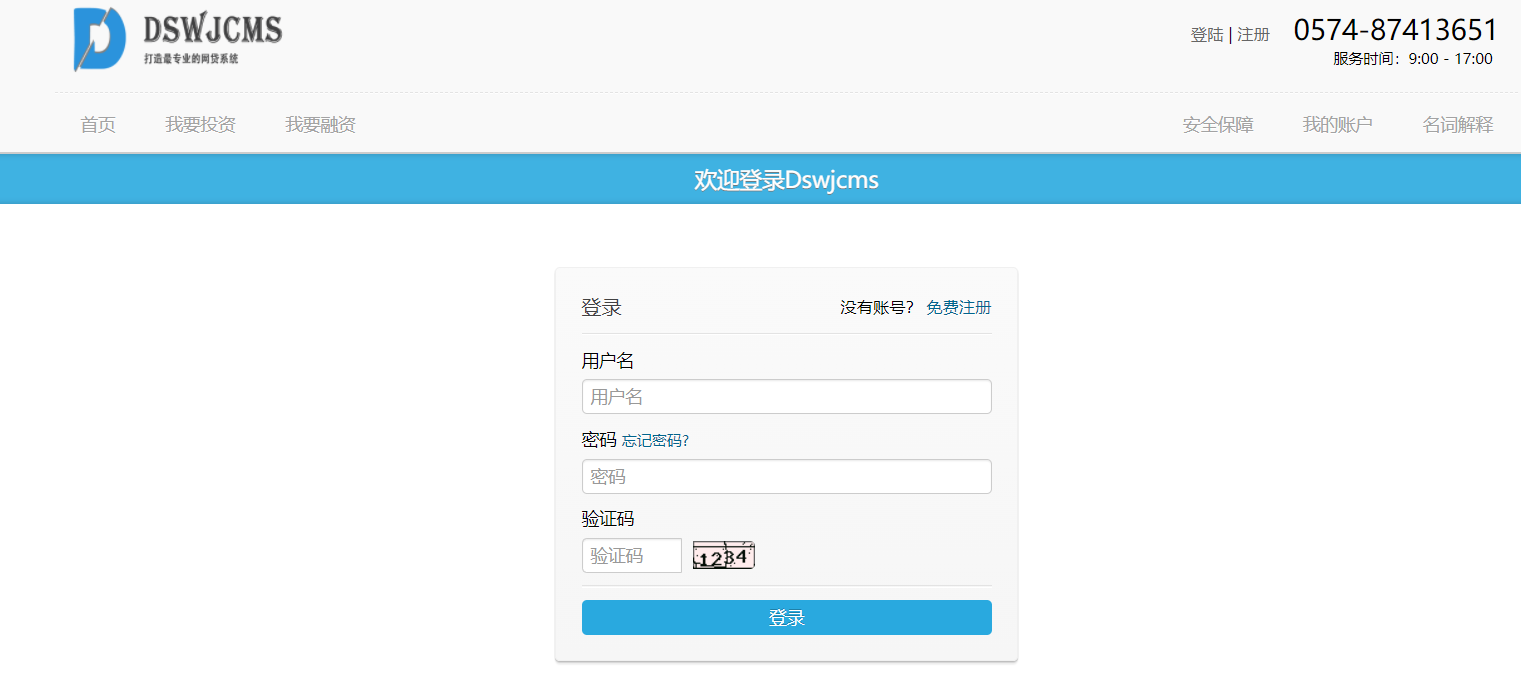 DSWJCMS
打造最专业的网贷系统
登陆 | 注册
0574-87413651
服务时间：9:00 - 17:00
首页 我要投资 我要融资 安全保障 我的账户 名词解释
欢迎登录Dswjcms
登录 没有账号？ 免费注册
用户名
用户名
密码 忘记密码?
密码
验证码
验证码 1234
登录